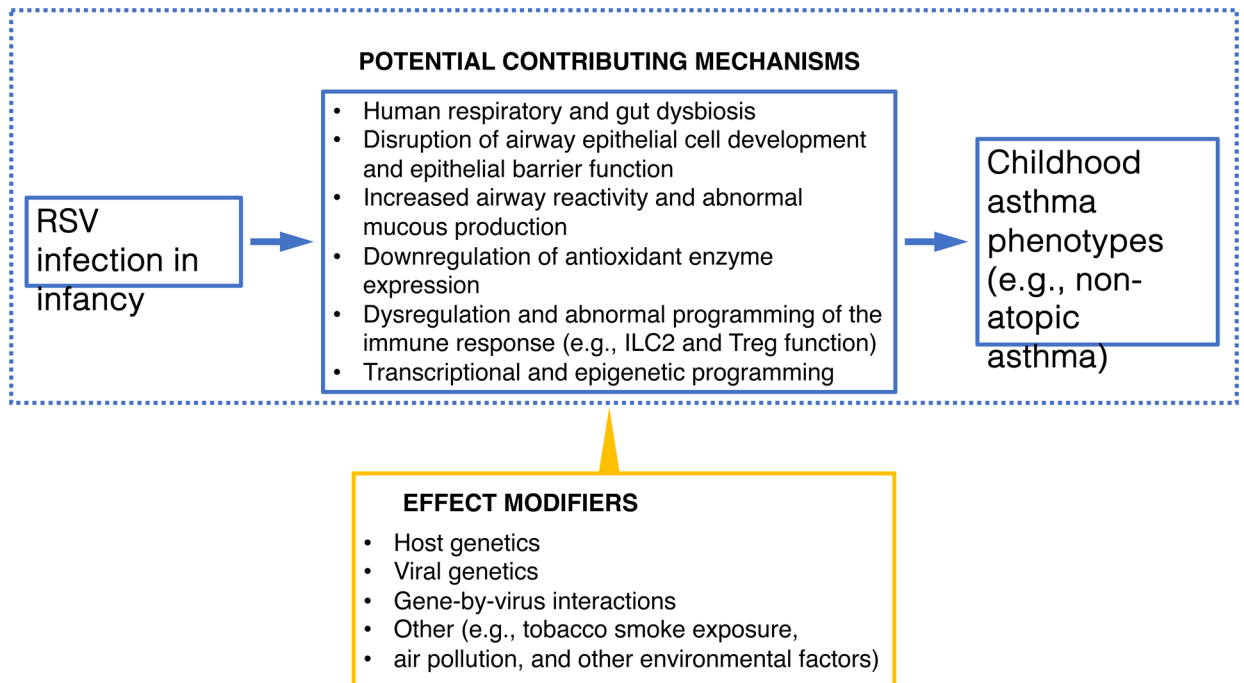 POTENTIAL CONTRIBUTING MECHANISMS
RSV
infection in
infancy
• Human respiratory and gut dysbiosis
• Disruption of airway epithelial cell development
and epithelial barrier function
• Increased airway reactivity and abnormal
mucous production
• Downregulation of antioxidant enzyme
expression
• Dysregulation and abnormal programming of the
immune response (e.g., ILC2 and Treg function)
• Transcriptional and epigenetic programming
Childhood
asthma
phenotypes
(e.g., non-
atopic
asthma)
EFFECT MODIFIERS
• Host genetics
• Viral genetics
• Gene-by-virus interactions
• Other (e.g., tobacco smoke exposure,
• air pollution, and other environmental factors)